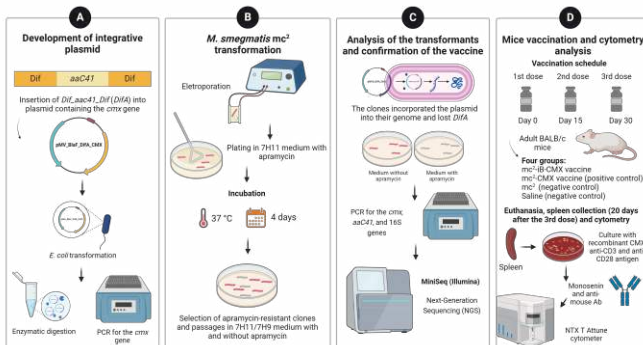 A
Development of integrative
plasmid
Dif
aaC41
Dif
Insertion of Dif_aac41_Dif (DifA) into
plasmid containing the cmx gene
E. coli transformation
Enzymatic digestion
PCR for the cmx
gene
B
M. smegmatis mc²
transformation
Eletroporation
Plating in 7H11 medium with
apramycin
Incubation
37 °C
4 days
Selection of apramycin-resistant clones
and passages in 7H11/7H9 medium with
and without apramycin
C
Analysis of the transformants
and confirmation of the vaccine
The clones incorporated the plasmid
into their genome and lost DifA
Medium without
apramycin
Medium with
apramycin
PCR for the cmx,
aaC41, and 16S
genes
MiniSeq (Illumina)
Next-Generation
Sequencing (NGS)
D
Mice vaccination and cytometry
analysis
Vaccination schedule
1st dose
2nd dose
3rd dose
Day 0
Day 15
Day 30
Adult BALB/c
mice
Four groups:
mc²-iB-CMX vaccine
mc²-CMX vaccine (positive control)
mc² (negative control)
Saline (negative control)
Euthanasia, spleen collection (20 days
after the 3rd dose) and cytometry
Spleen
Culture with
recombinant CMX
anti-CD3 and anti
CD28 antigen
Monosenin and
anti-
mouse Ab
NTX T Attune
cytometer